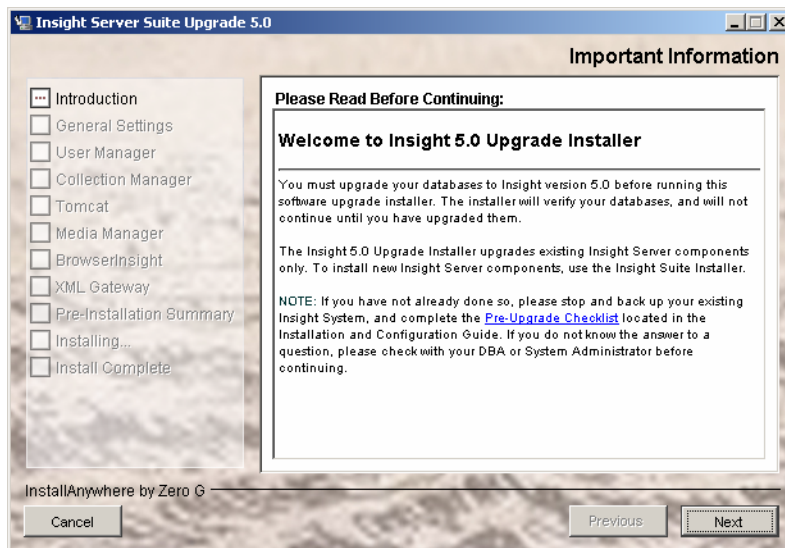 Insight Server Suite Upgrade 5.0
Important Information
Introduction
General Settings
User Manager
Collection Manager
Tomcat
Media Manager
BrowserInsight
XML Gateway
Pre-Installation Summary
Installing...
Install Complete
Please Read Before Continuing:
Welcome to Insight 5.0 Upgrade Installer
You must upgrade your databases to Insight version 5.0 before running this
software upgrade installer. The installer will verify your databases, and will not
continue until you have upgraded them.
The Insight 5.0 Upgrade Installer upgrades existing Insight Server components
only. To install new Insight Server components, use the Insight Suite Installer.
NOTE: If you have not already done so, please stop and back up your existing
Insight System, and complete the Pre-Upgrade Checklist located in the
Installation and Configuration Guide. If you do not know the answer to a
question, please check with your DBA or System Administrator before
continuing.
InstallAnywhere by Zero G
Cancel
Previous
Next